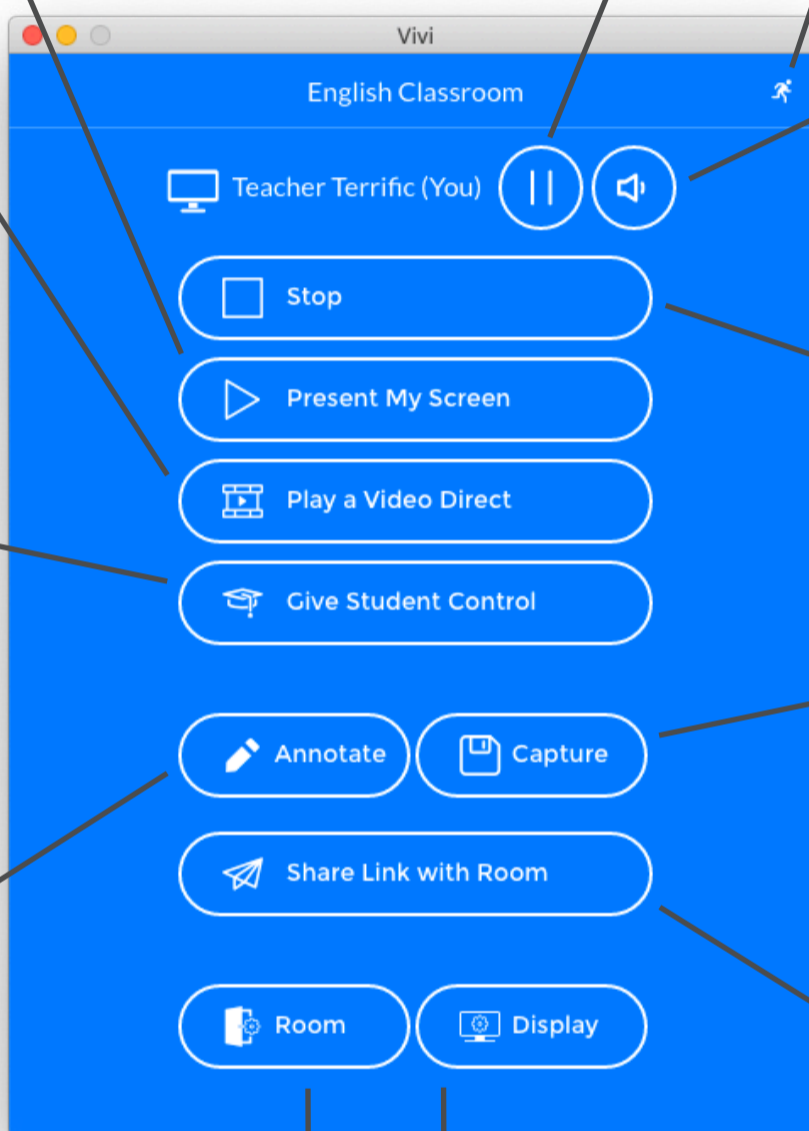 Vivi
English Classroom
Teacher Terrific (You)
Stop
Present My Screen
Play a Video Direct
Give Student Control
Annotate Capture
Share Link with Room
Room Display